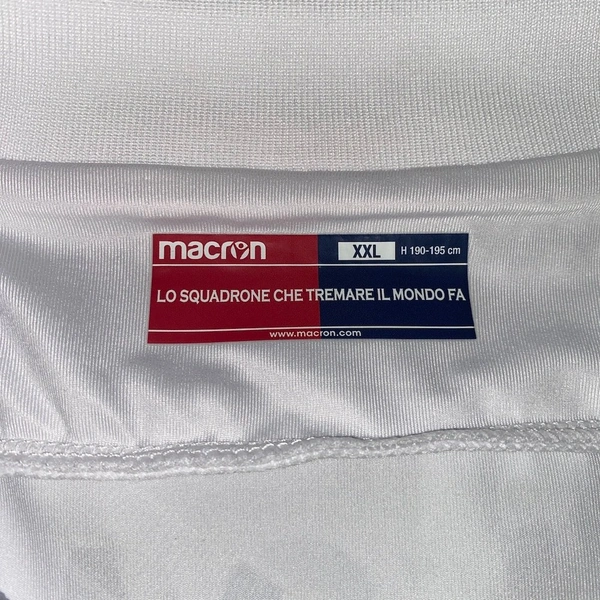 macron XXL H 190-195 cm
LO SQUADRONE CHE TREMARE IL MONDO FA
www.macron.com